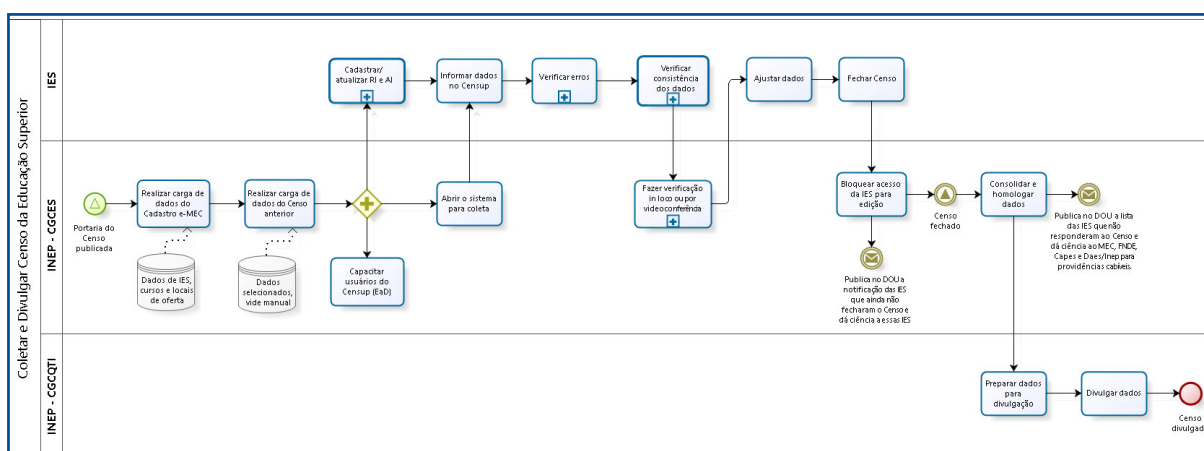 Coletar e Divulgar Censo da Educação Superior
IES
Cadastrar/
atualizar RI e AI
Informar dados
no Censup
Verificar erros
Verificar
consistência
dos dados
Ajustar dados
Fechar Censo
INEP - CGCES
Portaria do
Censo
publicada
Realizar carga de
dados do
Cadastro e-MEC
Dados de IES,
cursos e locais
de oferta
Realizar carga de
dados do Censo
anterior
Dados
selecionados,
vide manual
Capacitar
usuários do
Censup (EaD)
Abrir o sistema
para coleta
Fazer verificação
in loco ou por
videoconferência
Bloquear acesso
da IES para
edição
Publica no DOU a
notificação das IES
que ainda não
fecharam o Censo e
dá ciência a essas IES
Censo
fechado
Consolidar e
homologar
dados
Publica no DOU a lista
das IES que não
responderam ao Censo e
dá ciência ao MEC, FNDE,
Capes e Daes/Inep para
providências cabíveis.
INEP - CGCQTI
Preparar dados
para
divulgação
Divulgar dados
Censo
divulgad